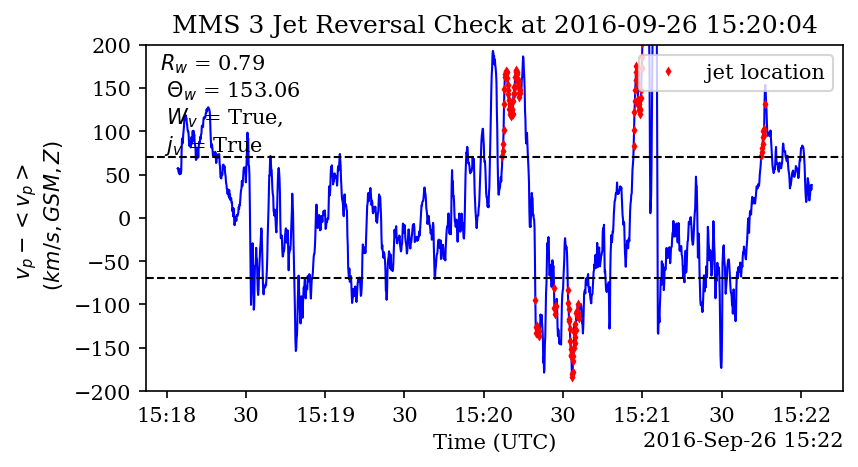 MMS 3 Jet Reversal Check at 2016-09-26 15:20:04
R_w = 0.79
Θ_w = 153.06
W_v = True,
j_v = True
jet location
v_p − < v_p >
(km/s, GSM, Z)
200
150
100
50
0
−50
−100
−150
−200
15:18 30 15:19 30 15:20 30 15:21 30 15:22
Time (UTC)
2016-Sep-26 15:22